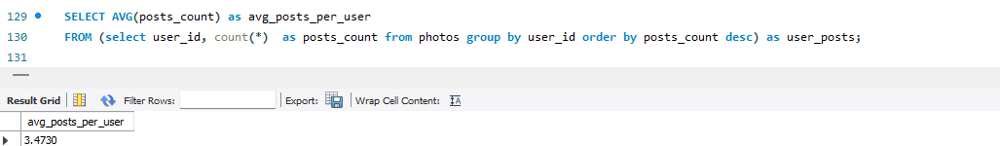 129 SELECT AVG(posts_count) as avg_posts_per_user
130 FROM (select user_id, count(*)  as posts_count from photos group by user_id order by posts_count desc) as user_posts;
131
Result Grid Filter Rows: Export: Wrap Cell Content:
avg_posts_per_user
3.4730